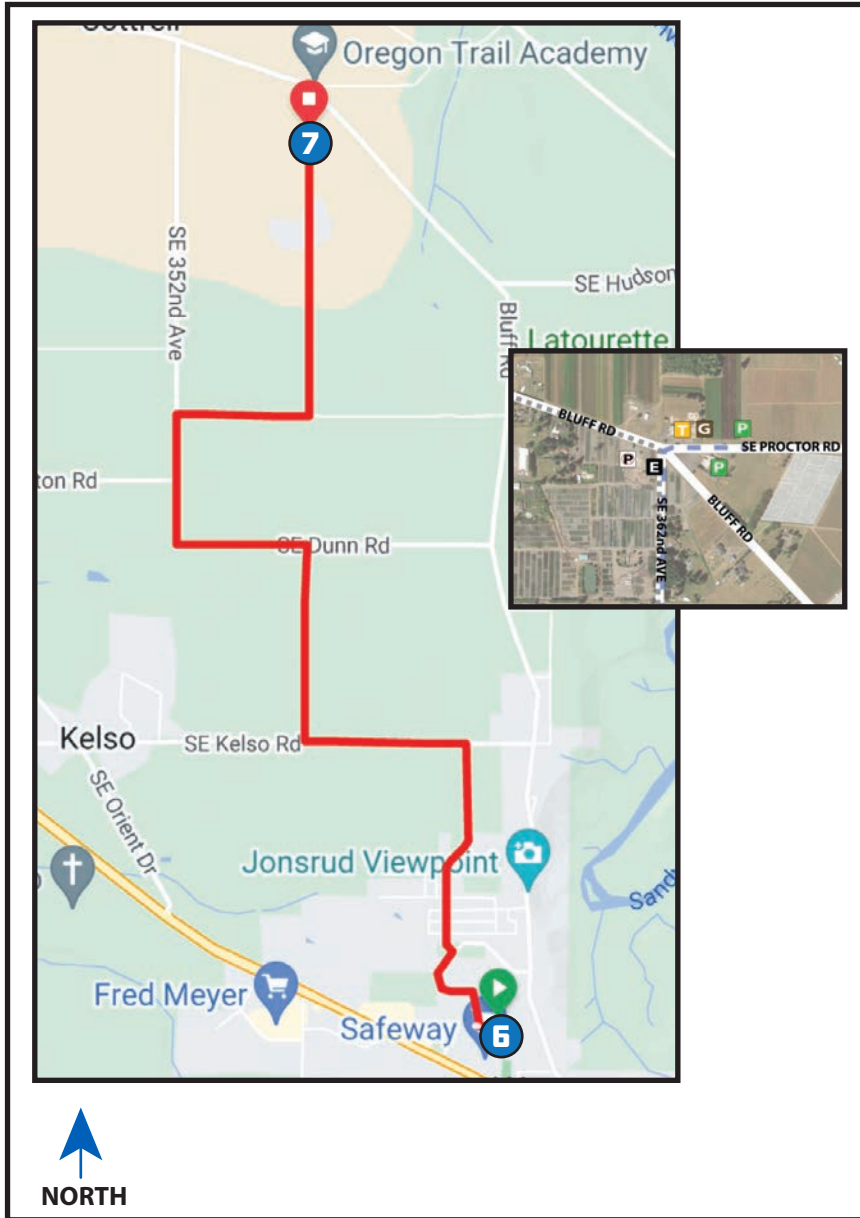 Oregon Trail Academy
7
SE 352nd Ave
SE Hudson
Bluff Rd
Latourette
BLUFF RD
T G P
SE PROCTOR RD
P
E
P
SE 362nd AVE
BLUFF RD
ton Rd
SE Dunn Rd
Kelso
SE Kelso Rd
SE Orient Dr
Jonsrud Viewpoint
Sandy
Fred Meyer
Safeway
6
NORTH